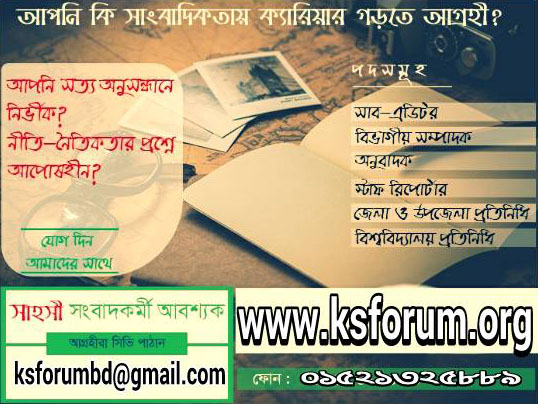 আপনি কি সাংবাদিকতায় ক্যারিয়ার গড়তে আগ্রহী?
আপনি সত্য অনুসন্ধানে
নির্ভীক?
নীতি-নৈতিকতার প্রশ্নে
আপোষহীন?
যোগ দিন
আমাদের সাথে
পদসমূহ
সাব-এডিটর
বিভাগীয় সম্পাদক
অনুবাদক
স্টাফ রিপোর্টার
জেলা ও উপজেলা প্রতিনিধি
বিশ্ববিদ্যালয় প্রতিনিধি
সাহসী সংবাদকর্মী আবশ্যক
আগ্রহীরা সিভি পাঠান
ksforumbd@gmail.com
www.ksforum.org
ফোন : ০১৫২১৩২৫৮৮৯